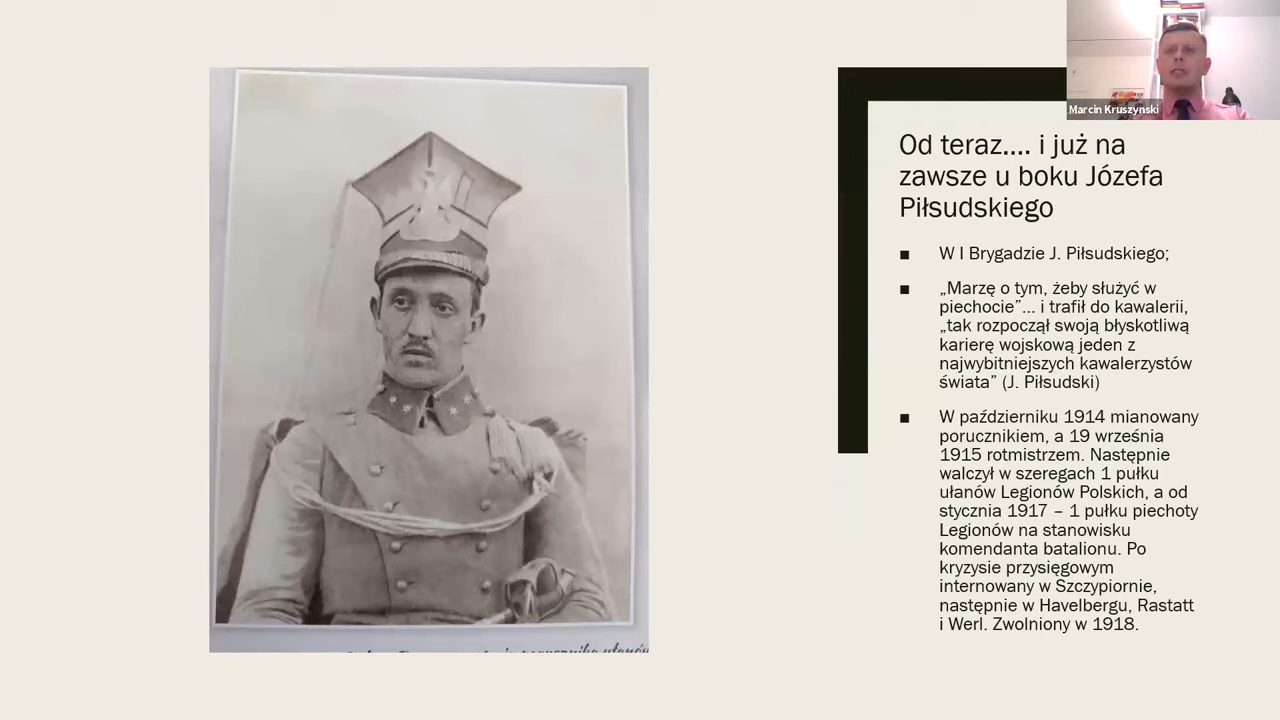 Marcin Kruszynski
Od teraz.... i już na
zawsze u boku Józefa
Piłsudskiego
■ W I Brygadzie J. Piłsudskiego;
■ „Marzę o tym, żeby służyć w
piechocie”... i trafił do kawalerii,
„tak rozpoczął swoją błyskotliwą
karierę wojskową jeden z
najwybitniejszych kawalerzystów
świata” (J. Piłsudski)
■ W październiku 1914 mianowany
porucznikiem, a 19 września
1915 rotmistrzem. Następnie
walczył w szeregach 1 pułku
ułanów Legionów Polskich, a od
stycznia 1917 – 1 pułku piechoty
Legionów na stanowisku
komendanta batalionu. Po
kryzysie przysięgowym
internowany w Szczypiornie,
następnie w Havelbergu, Rastatt
i Werl. Zwolniony w 1918.
porucznika ułanów